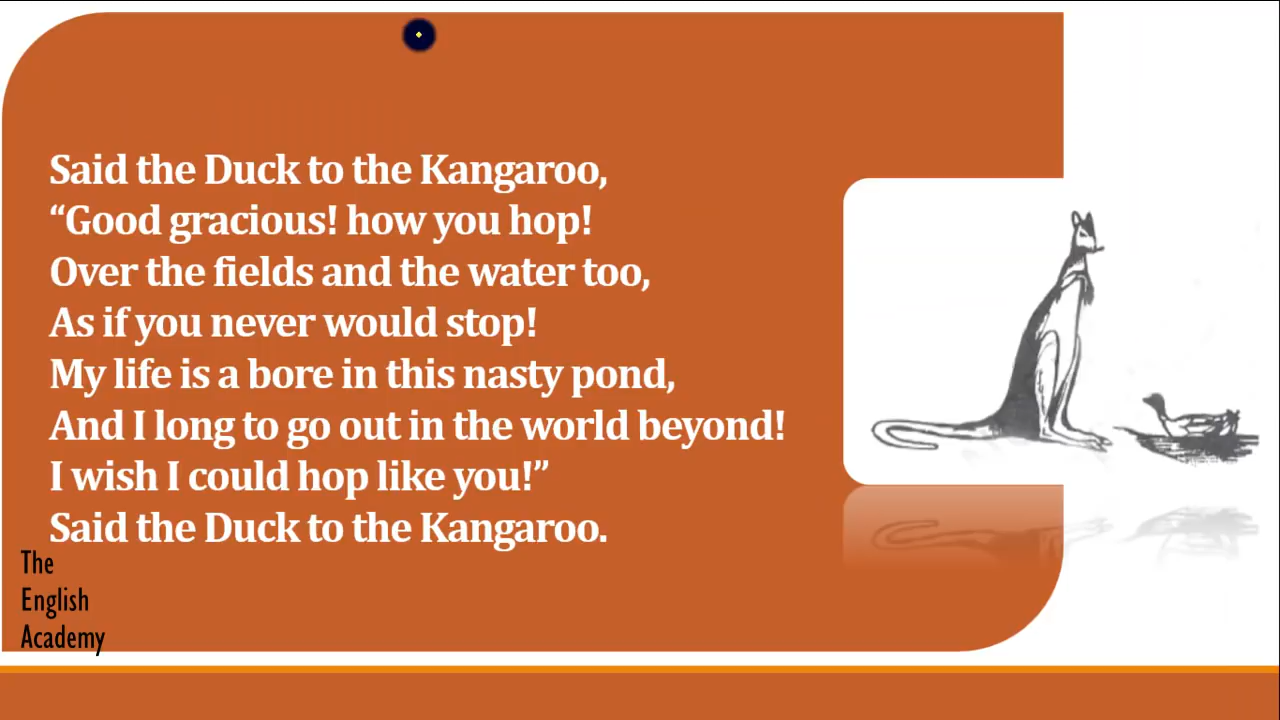 Said the Duck to the Kangaroo,
“Good gracious! how you hop!
Over the fields and the water too,
As if you never would stop!
My life is a bore in this nasty pond,
And I long to go out in the world beyond!
I wish I could hop like you!”
Said the Duck to the Kangaroo.
The
English
Academy